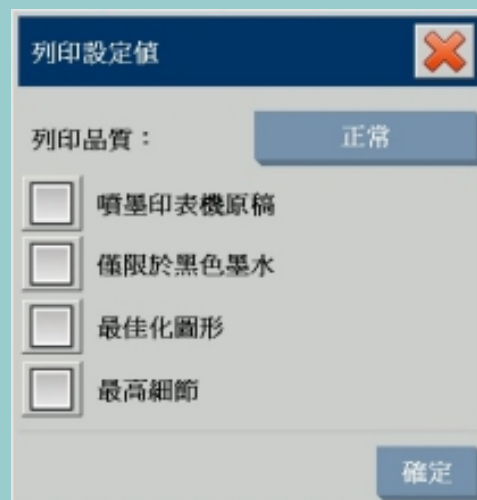 列印設定值
列印品質： 正常
噴墨印表機原稿
僅限於黑色墨水
最佳化圖形
最高細節
確定